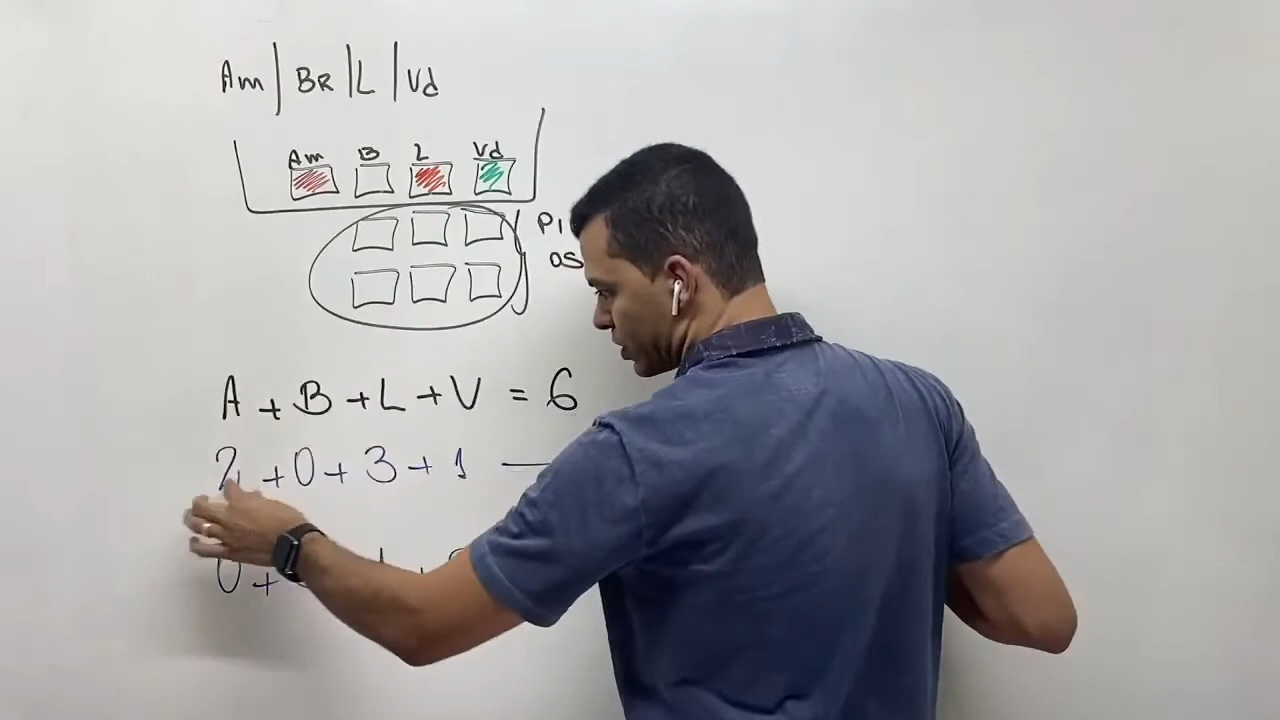 Am | BR | L | Vd
Am B L Vd
A + B + L + V = 6
2 + 0 + 3 + 1 —
0 +